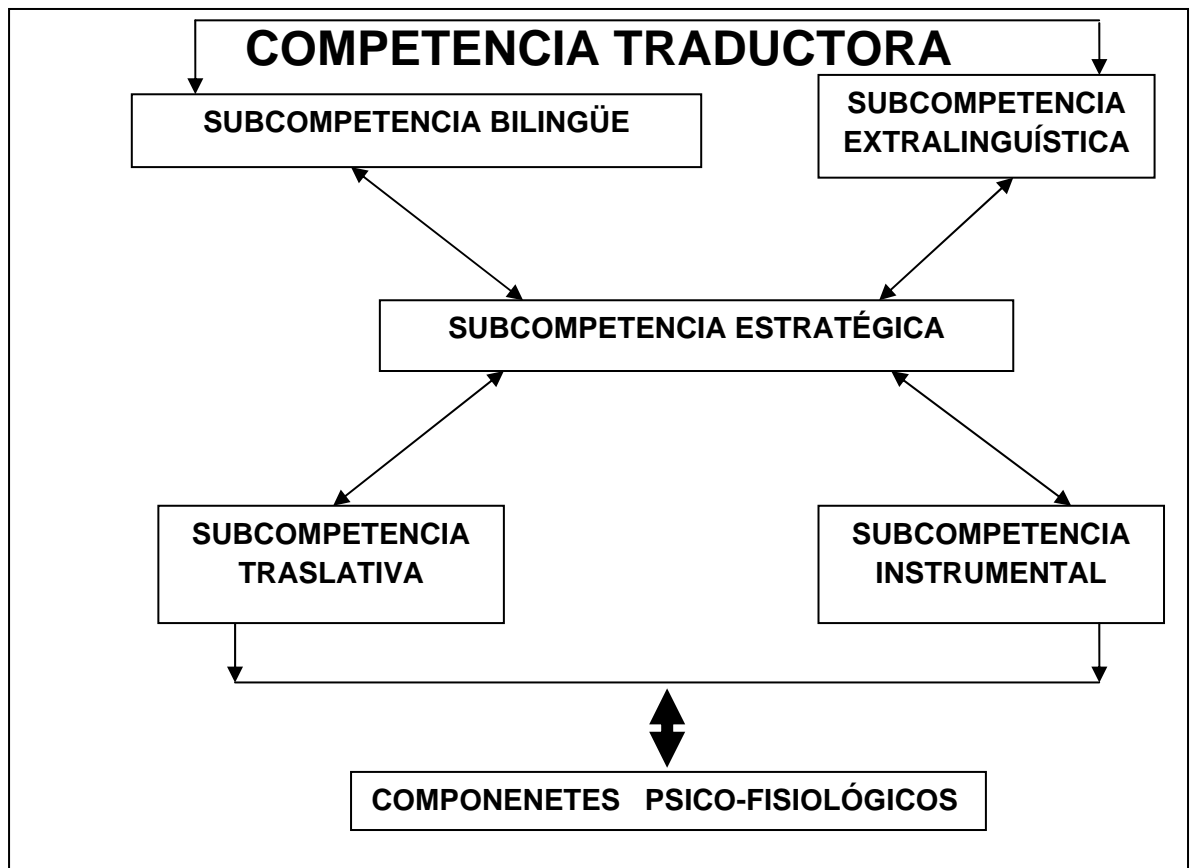 COMPETENCIA TRADUCTORA
SUBCOMPETENCIA BILINGÜE
SUBCOMPETENCIA
EXTRALINGUÍSTICA
SUBCOMPETENCIA ESTRATÉGICA
SUBCOMPETENCIA
TRASLATIVA
SUBCOMPETENCIA
INSTRUMENTAL
COMPONENETES PSICO-FISIOLÓGICOS